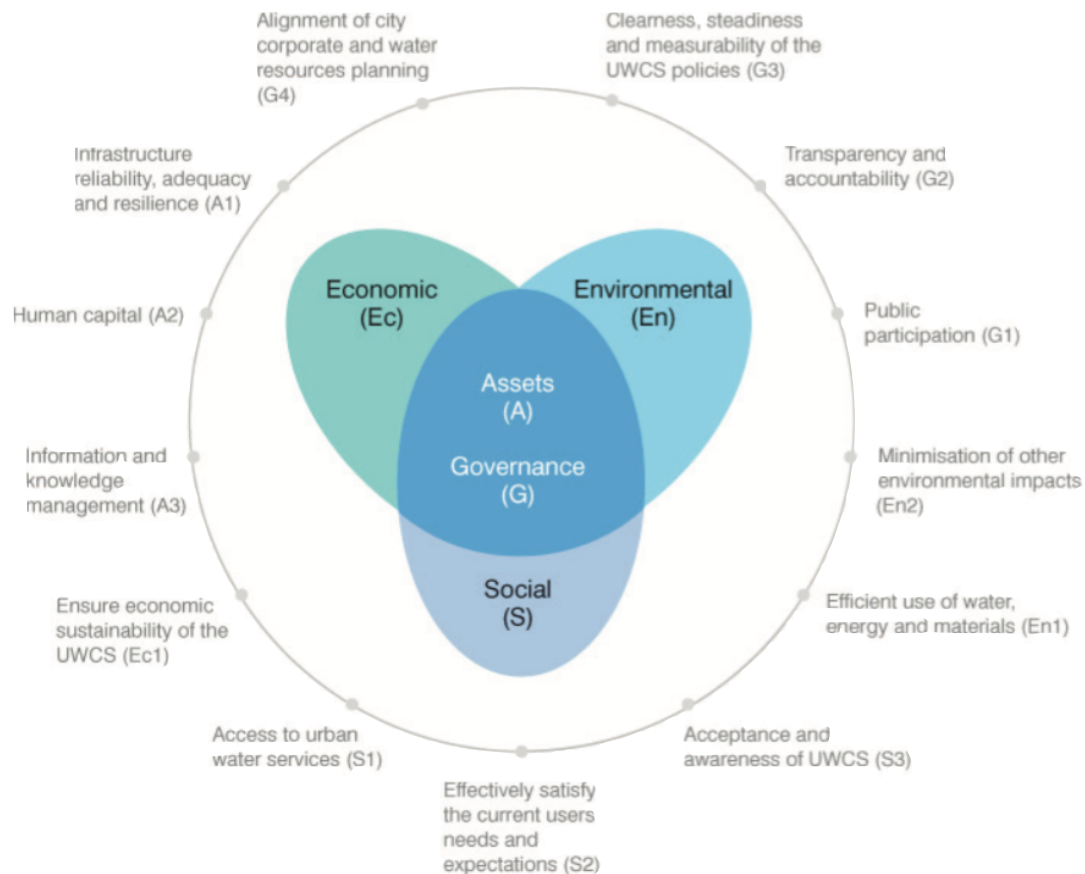 Alignment of city
corporate and water
resources planning
(G4)
Clearness, steadiness
and measurability of the
UWCS policies (G3)
Infrastructure
reliability, adequacy
and resilience (A1)
Transparency and
accountability (G2)
Economic
(Ec)
Environmental
(En)
Human capital (A2)
Public
participation (G1)
Assets
(A)
Governance
(G)
Information and
knowledge
management (A3)
Minimisation of other
environmental impacts
(En2)
Social
(S)
Ensure economic
sustainability of the
UWCS (Ec1)
Efficient use of water,
energy and materials (En1)
Access to urban
water services (S1)
Acceptance and
awareness of UWCS (S3)
Effectively satisfy
the current users
needs and
expectations (S2)